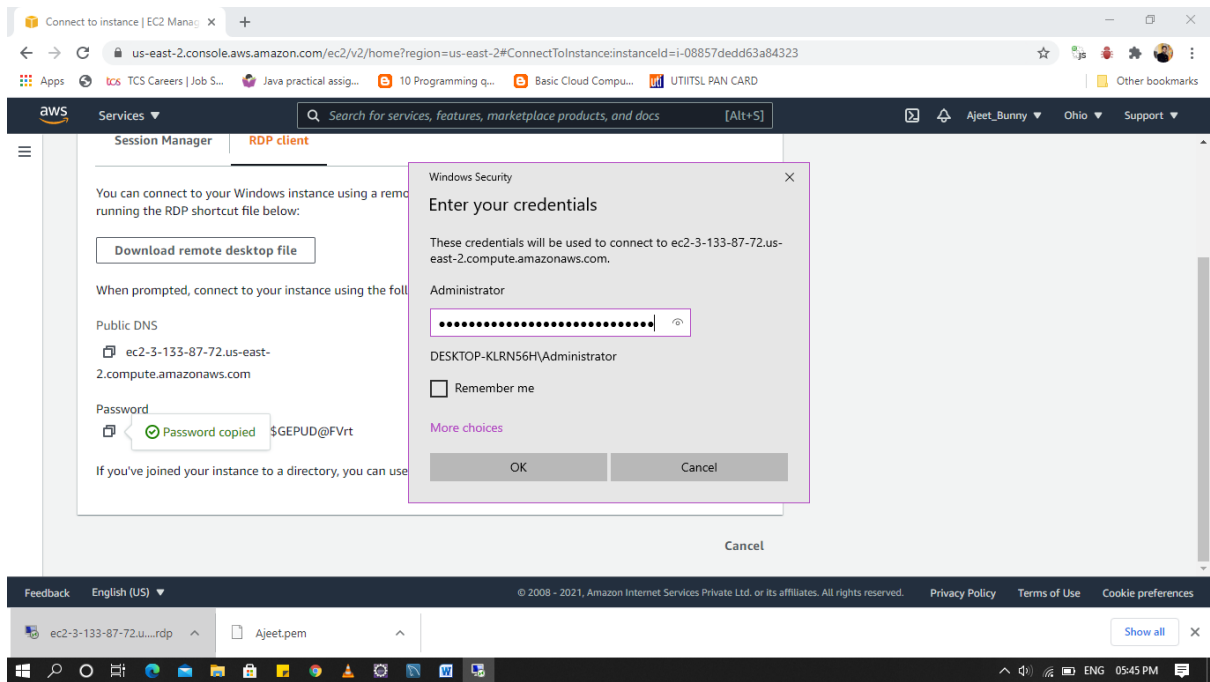 Connect to instance | EC2 Manag
us-east-2.console.aws.amazon.com/ec2/v2/home?region=us-east-2#ConnectToInstance:instanceId=i-08857dedd63a84323
Apps
tcs TCS Careers | Job S...
Java practical assig...
10 Programming q...
Basic Cloud Compu...
UTIITSL PAN CARD
Other bookmarks
aws
Services ▼
Search for services, features, marketplace products, and docs
[Alt+S]
Ajeet_Bunny ▼
Ohio ▼
Support ▼
Session Manager
RDP client
You can connect to your Windows instance using a remo
running the RDP shortcut file below:
Download remote desktop file
When prompted, connect to your instance using the foll
Public DNS
ec2-3-133-87-72.us-east-
2.compute.amazonaws.com
Password
Password copied
$GEPUD@FVrt
If you've joined your instance to a directory, you can use
Windows Security
Enter your credentials
These credentials will be used to connect to ec2-3-133-87-72.us-
east-2.compute.amazonaws.com.
Administrator
•••••••••••••••••••••••••••••
DESKTOP-KLRN56H\Administrator
Remember me
More choices
OK
Cancel
Cancel
Feedback
English (US) ▼
© 2008 - 2021, Amazon Internet Services Private Ltd. or its affiliates. All rights reserved.
Privacy Policy
Terms of Use
Cookie preferences
ec2-3-133-87-72.u....rdp
Ajeet.pem
Show all
ENG
05:45 PM